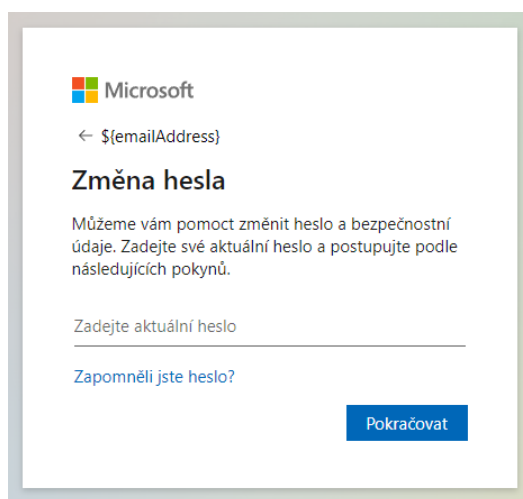 Microsoft
← ${emailAddress}
Změna hesla
Můžeme vám pomoct změnit heslo a bezpečnostní
údaje. Zadejte své aktuální heslo a postupujte podle
následujících pokynů.
Zadejte aktuální heslo
Zapomněli jste heslo?
Pokračovat